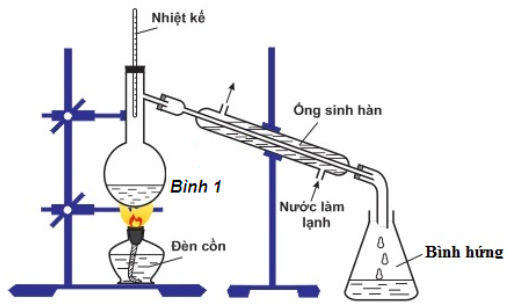 Nhiệt kế
Ống sinh hàn
Bình 1
Nước làm
lạnh
Đèn cồn
Bình hứng